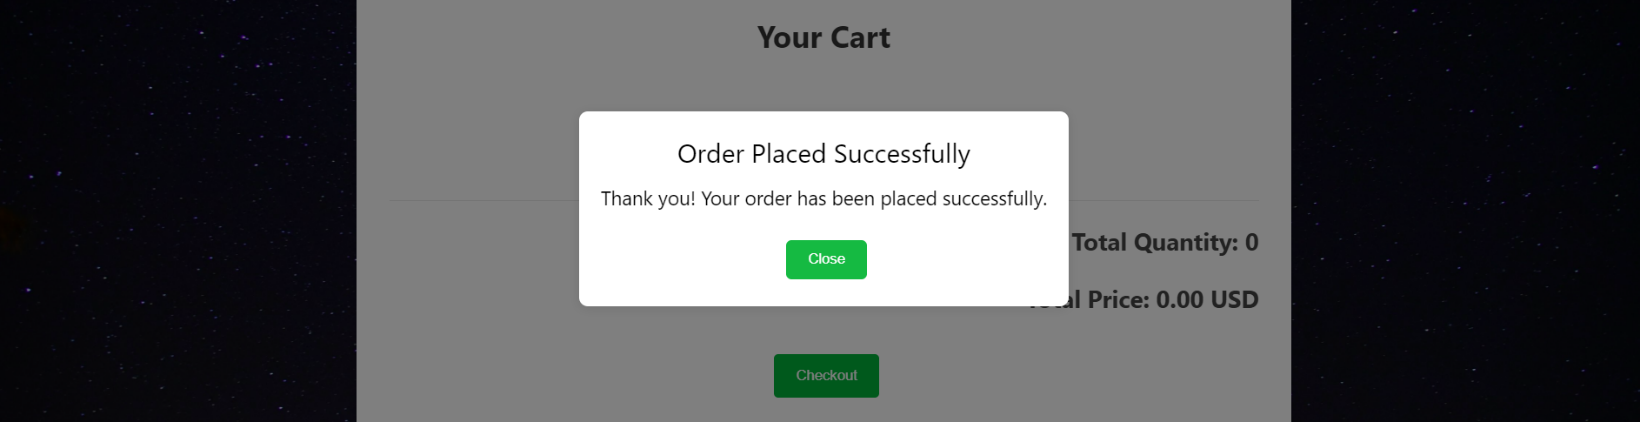 Your Cart
Order Placed Successfully
Thank you! Your order has been placed successfully.
Close
Total Quantity: 0
Total Price: 0.00 USD
Checkout